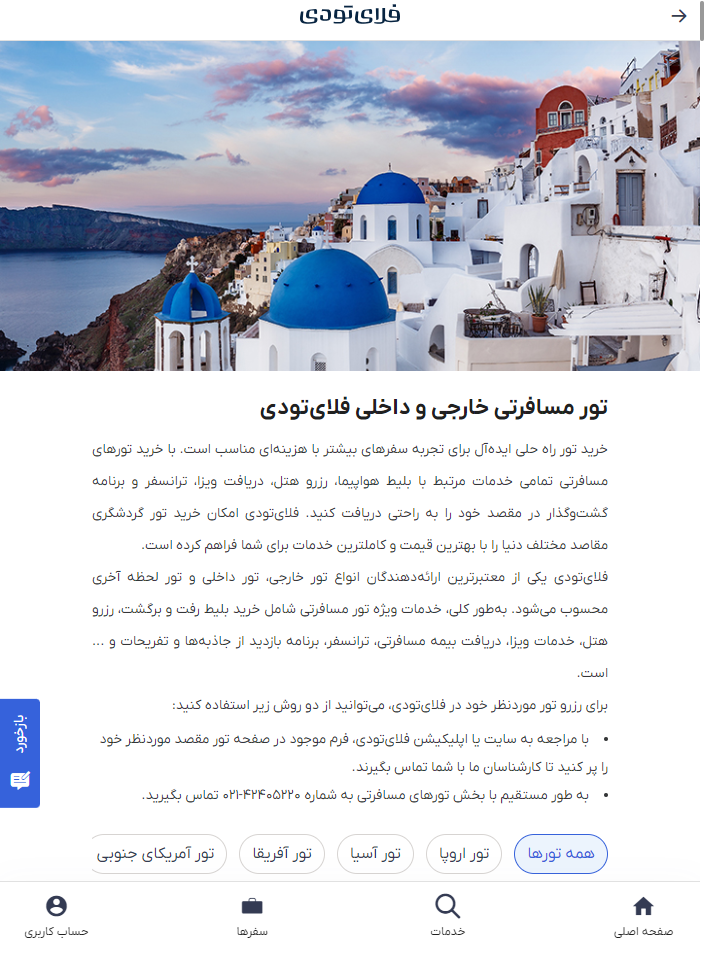 فلای‌تودی
تور مسافرتی خارجی و داخلی فلای‌تودی
خرید تور راه حلی ایده‌آل برای تجربه سفرهای بیشتر با هزینه‌ای مناسب است. با خرید تورهای
مسافرتی تمامی خدمات مرتبط با بلیط هواپیما، رزرو هتل، دریافت ویزا، ترانسفر و برنامه
گشت‌وگذار در مقصد خود را به راحتی دریافت کنید. فلای‌تودی امکان خرید تور گردشگری
مقاصد مختلف دنیا را با بهترین قیمت و کاملترین خدمات برای شما فراهم کرده است.
فلای‌تودی یکی از معتبرترین ارائه‌دهندگان انواع تور خارجی، تور داخلی و تور لحظه آخری
محسوب می‌شود. به‌طور کلی، خدمات ویژه تور مسافرتی شامل خرید بلیط رفت و برگشت، رزرو
هتل، خدمات ویزا، دریافت بیمه مسافرتی، ترانسفر، برنامه بازدید از جاذبه‌ها و تفریحات و ...
است.
برای رزرو تور موردنظر خود در فلای‌تودی، می‌توانید از دو روش زیر استفاده کنید:
• با مراجعه به سایت یا اپلیکیشن فلای‌تودی، فرم موجود در صفحه تور مقصد موردنظر خود
را پر کنید تا کارشناسان ما با شما تماس بگیرند.
• به طور مستقیم با بخش تورهای مسافرتی به شماره ۴۲۴۰۵۲۲۰-۰۲۱ تماس بگیرید.
بازخورد
همه تورها تور اروپا تور آسیا تور آفریقا تور آمریکای جنوبی
صفحه اصلی خدمات سفرها حساب کاربری